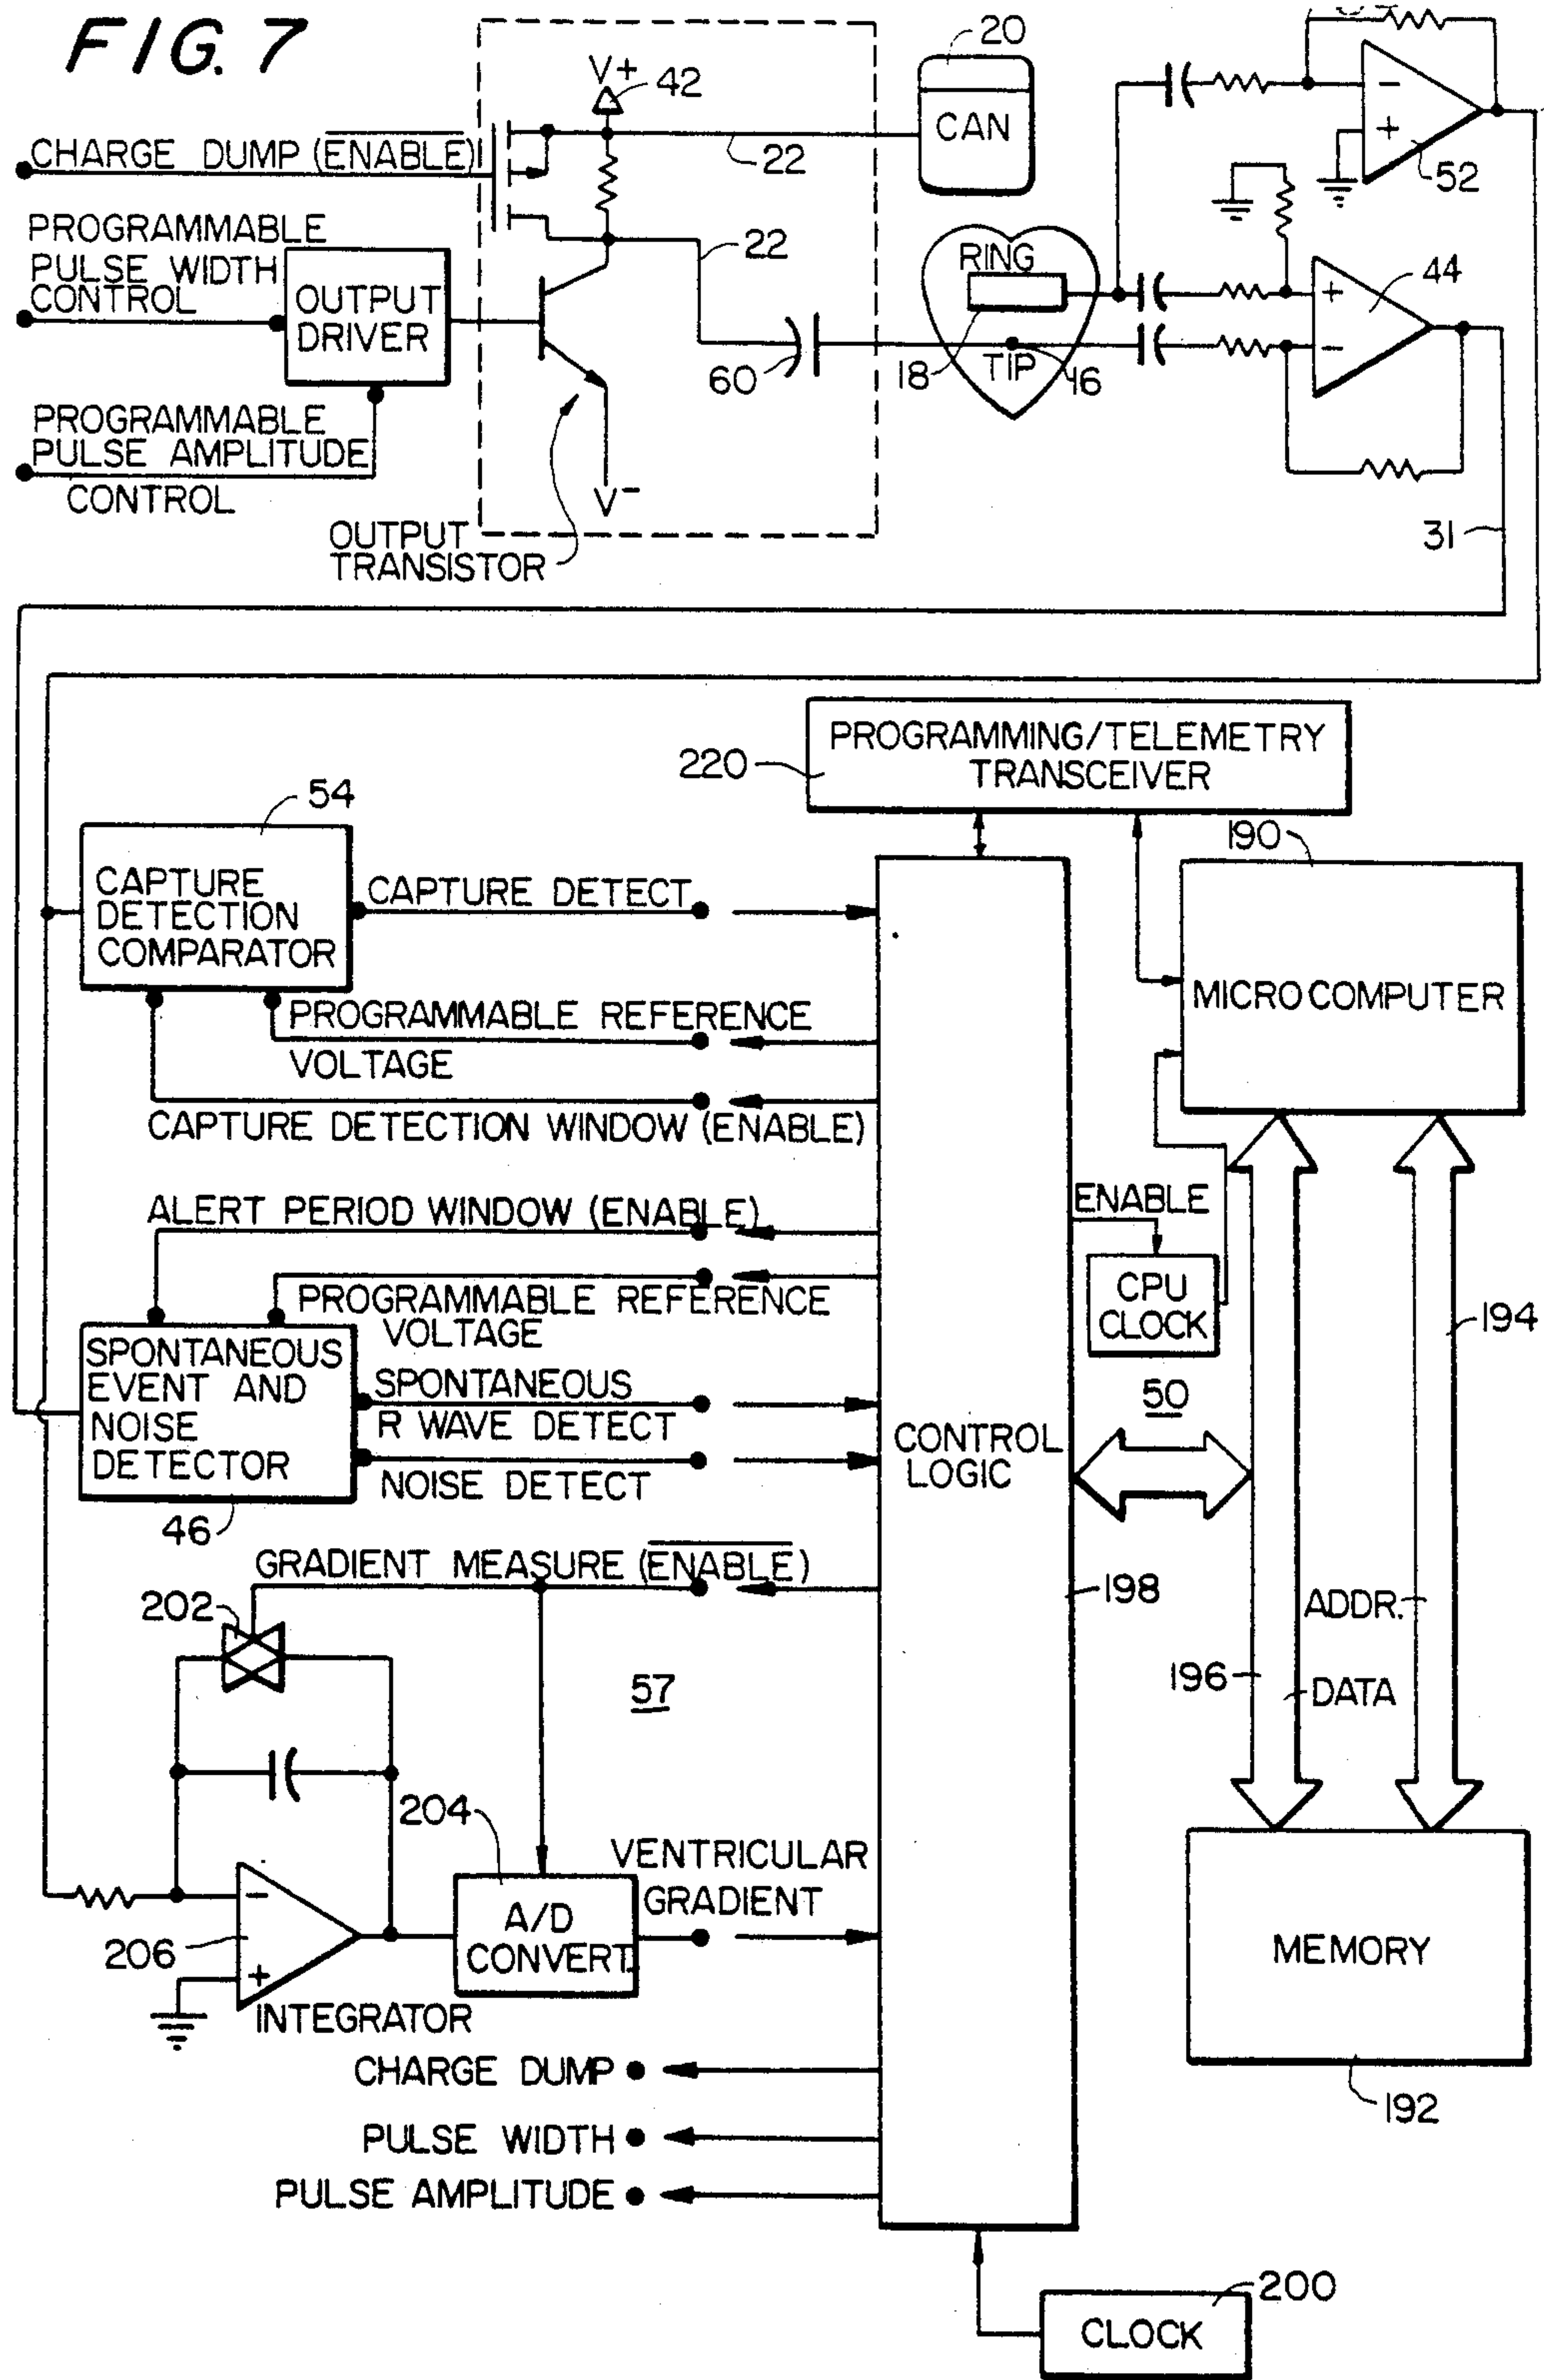 FIG. 7
V+
42
20
CAN
22
CHARGE DUMP (ENABLE)
-
+
52
PROGRAMMABLE
PULSE WIDTH
CONTROL
OUTPUT
DRIVER
22
RING
18
TIP
16
+
-
44
60
PROGRAMMABLE
PULSE AMPLITUDE
CONTROL
V-
OUTPUT
TRANSISTOR
31
PROGRAMMING/TELEMETRY
TRANSCEIVER
220
54
190
CAPTURE
DETECTION
COMPARATOR
CAPTURE DETECT
MICROCOMPUTER
PROGRAMMABLE REFERENCE
VOLTAGE
CAPTURE DETECTION WINDOW (ENABLE)
ALERT PERIOD WINDOW (ENABLE)
ENABLE
CPU
CLOCK
PROGRAMMABLE REFERENCE
VOLTAGE
194
SPONTANEOUS
EVENT AND
NOISE
DETECTOR
SPONTANEOUS
R WAVE DETECT
50
CONTROL
LOGIC
NOISE DETECT
46
GRADIENT MEASURE (ENABLE)
198
202
ADDR.
196
DATA
57
204
VENTRICULAR
GRADIENT
-
+
206
A/D
CONVERT.
MEMORY
INTEGRATOR
CHARGE DUMP
192
PULSE WIDTH
PULSE AMPLITUDE
200
CLOCK